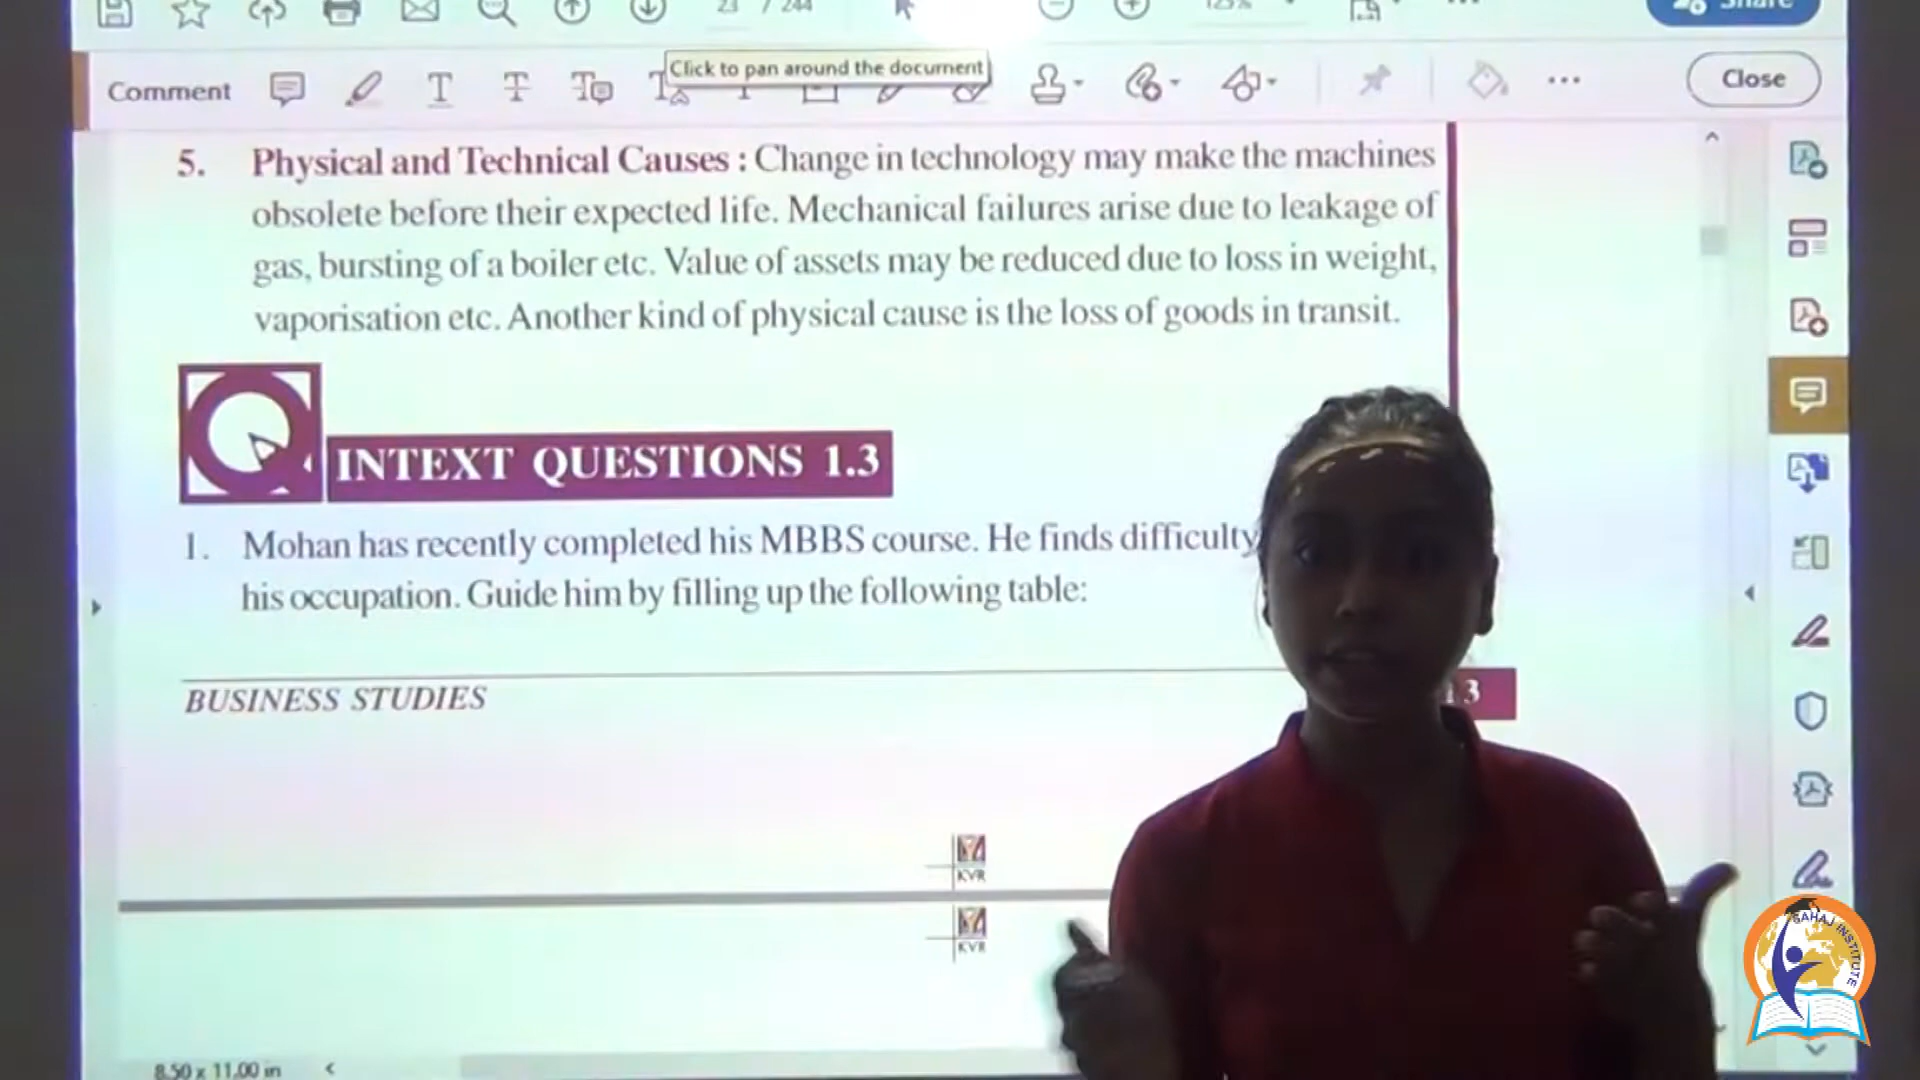 23 / 244
125%
Share
Click to pan around the document
Comment
Close
5. Physical and Technical Causes : Change in technology may make the machines
obsolete before their expected life. Mechanical failures arise due to leakage of
gas, bursting of a boiler etc. Value of assets may be reduced due to loss in weight,
vaporisation etc. Another kind of physical cause is the loss of goods in transit.
INTEXT QUESTIONS 1.3
1. Mohan has recently completed his MBBS course. He finds difficulty
his occupation. Guide him by filling up the following table:
BUSINESS STUDIES
3
KVR
KVR
SAHAJ INSTITUTE
8.50 x 11.00 in